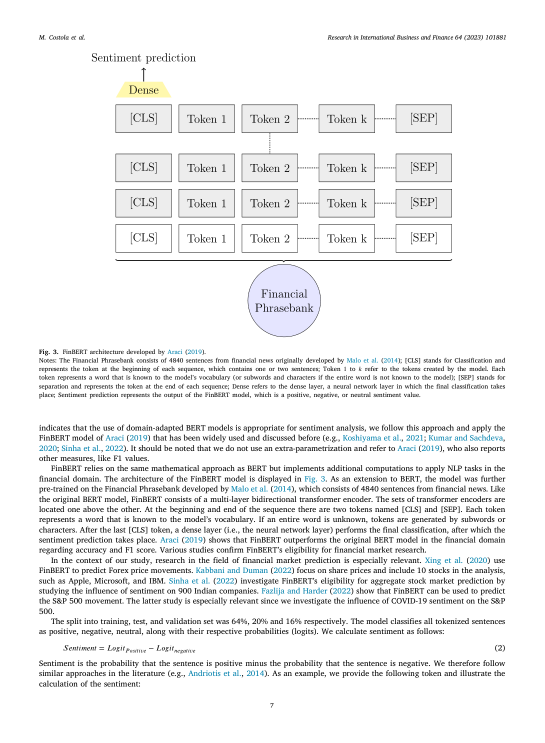 M. Costola et al.
Research in International Business and Finance 64 (2023) 101881
Sentiment prediction
Dense
[CLS] Token 1 Token 2 Token k [SEP]
[CLS] Token 1 Token 2 Token k [SEP]
[CLS] Token 1 Token 2 Token k [SEP]
[CLS] Token 1 Token 2 Token k [SEP]
Financial
Phrasebank
Fig. 3. FinBERT architecture developed by Araci (2019).
Notes: The Financial Phrasebank consists of 4840 sentences from financial news originally developed by Malo et al. (2014); [CLS] stands for Classification and
represents the token at the beginning of each sequence, which contains one or two sentences; Token 1 to k refer to the tokens created by the model. Each
token represents a word that is known to the model's vocabulary (or subwords and characters if the entire word is not known to the model); [SEP] stands for
separation and represents the token at the end of each sequence; Dense refers to the dense layer, a neural network layer in which the final classification takes
place; Sentiment prediction represents the output of the FinBERT model, which is a positive, negative, or neutral sentiment value.
indicates that the use of domain-adapted BERT models is appropriate for sentiment analysis, we follow this approach and apply the
FinBERT model of Araci (2019) that has been widely used and discussed before (e.g., Koshiyama et al., 2021; Kumar and Sachdeva,
2020; Sinha et al., 2022). It should be noted that we do not use an extra-parametrization and refer to Araci (2019), who also reports
other measures, like F1 values.
FinBERT relies on the same mathematical approach as BERT but implements additional computations to apply NLP tasks in the
financial domain. The architecture of the FinBERT model is displayed in Fig. 3. As an extension to BERT, the model was further
pre-trained on the Financial Phrasebank developed by Malo et al. (2014), which consists of 4840 sentences from financial news. Like
the original BERT model, FinBERT consists of a multi-layer bidirectional transformer encoder. The sets of transformer encoders are
located one above the other. At the beginning and end of the sequence there are two tokens named [CLS] and [SEP]. Each token
represents a word that is known to the model's vocabulary. If an entire word is unknown, tokens are generated by subwords or
characters. After the last [CLS] token, a dense layer (i.e., the neural network layer) performs the final classification, after which the
sentiment prediction takes place. Araci (2019) shows that FinBERT outperforms the original BERT model in the financial domain
regarding accuracy and F1 score. Various studies confirm FinBERT's eligibility for financial market research.
In the context of our study, research in the field of financial market prediction is especially relevant. Xing et al. (2020) use
FinBERT to predict Forex price movements. Kabbani and Duman (2022) focus on share prices and include 10 stocks in the analysis,
such as Apple, Microsoft, and IBM. Sinha et al. (2022) investigate FinBERT's eligibility for aggregate stock market prediction by
studying the influence of sentiment on 900 Indian companies. Fazlija and Harder (2022) show that FinBERT can be used to predict
the S&P 500 movement. The latter study is especially relevant since we investigate the influence of COVID-19 sentiment on the S&P
500.
The split into training, test, and validation set was 64%, 20% and 16% respectively. The model classifies all tokenized sentences
as positive, negative, neutral, along with their respective probabilities (logits). We calculate sentiment as follows:
Sentiment = Logit_Positive − Logit_negative (2)
Sentiment is the probability that the sentence is positive minus the probability that the sentence is negative. We therefore follow
similar approaches in the literature (e.g., Andriotis et al., 2014). As an example, we provide the following token and illustrate the
calculation of the sentiment:
7